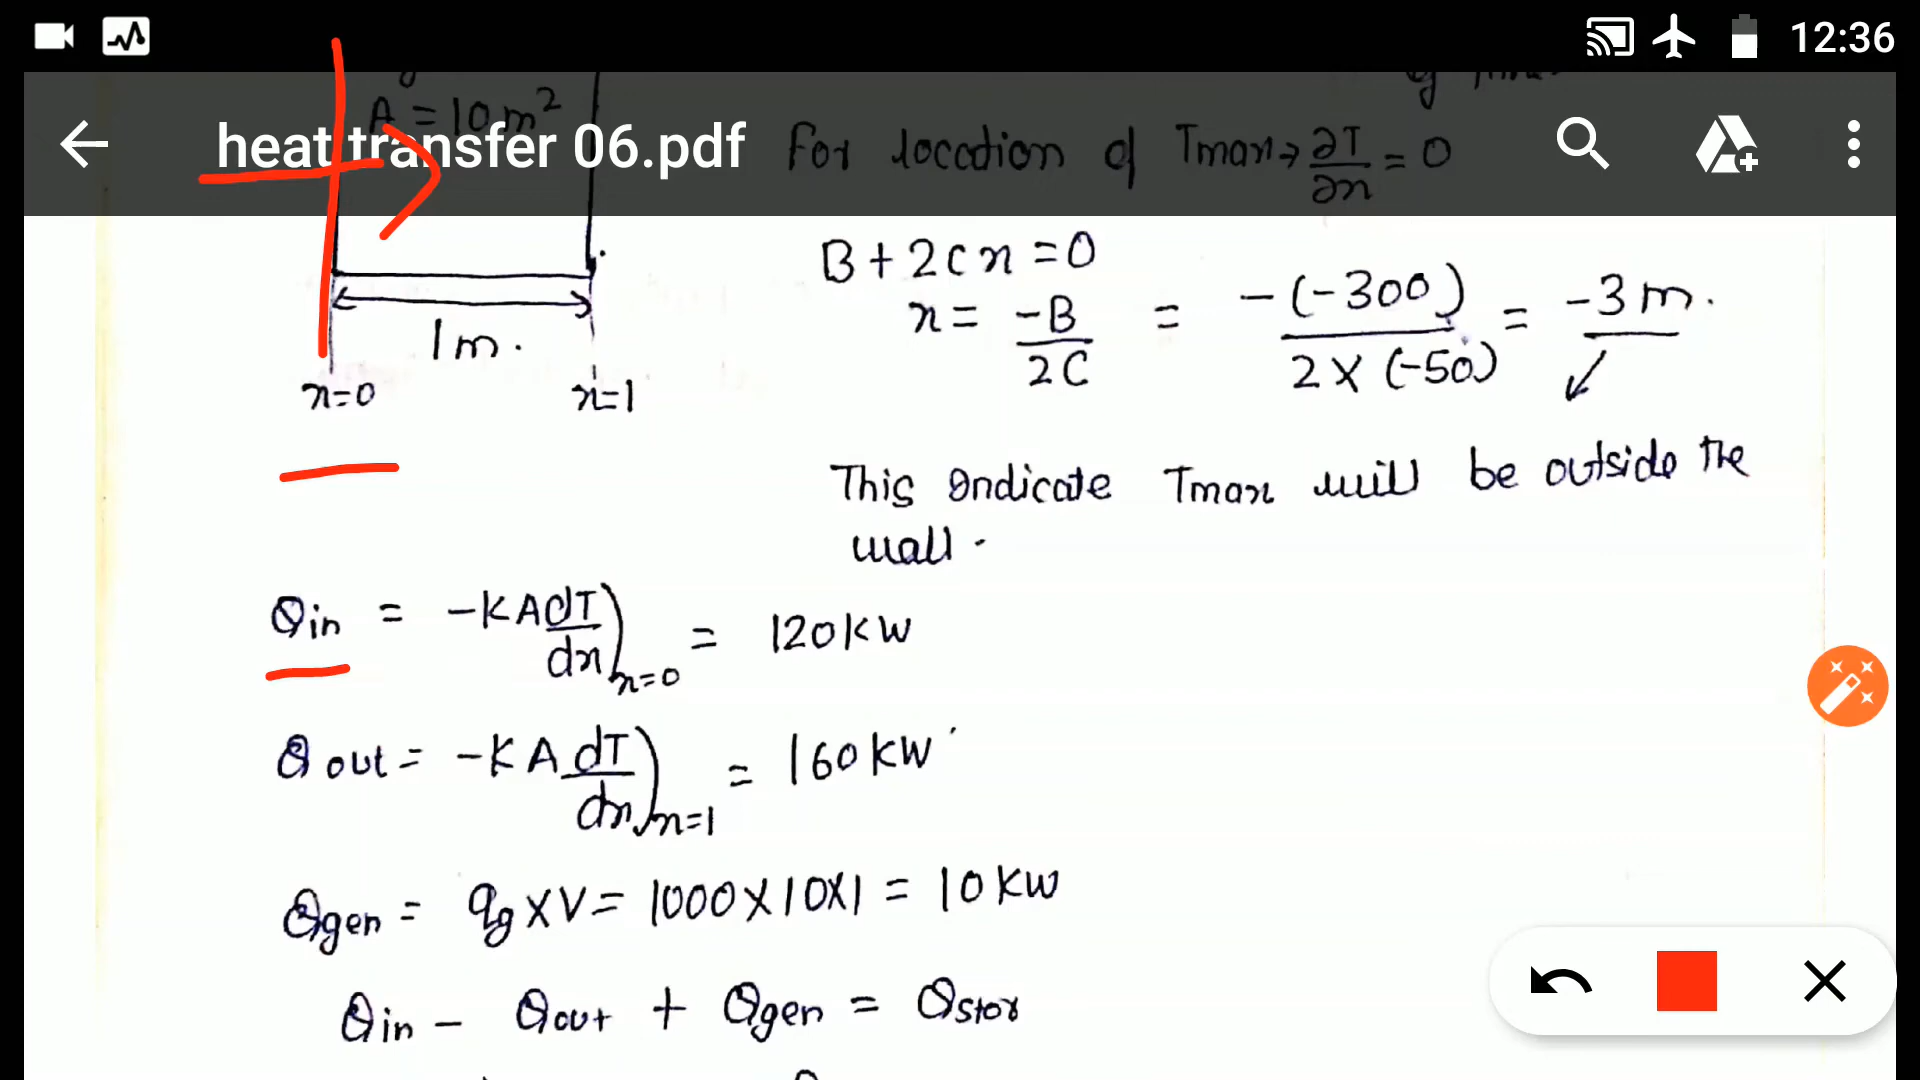 12:36
A = 10m²
heat transfer 06.pdf
For location of Tmax → ∂T/∂x = 0
B + 2Cx = 0
x = -B/2C = -(-300)/2 × (-50) = -3m.
1m.
x=0 x=1
This Indicate Tmax will be outside the
wall.
Qin = -KA dT/dx)x=0 = 120KW
Qout = -KA dT/dx)x=1 = 160KW
Qgen = qg × V = 1000×10×1 = 10KW
Qin - Qout + Qgen = Qstor